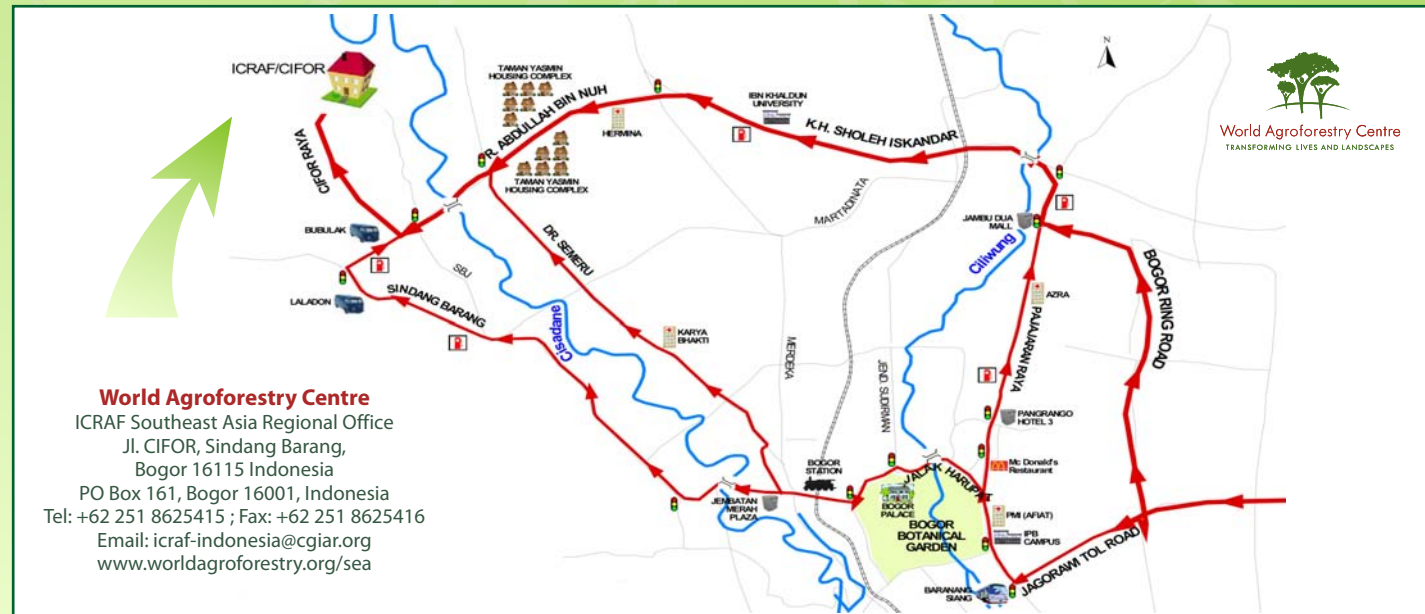 ICRAF/CIFOR
TAMAN YASMIN
HOUSING COMPLEX
R. ABDULLAH BIN NUH
HERMINA
IBN KHALDUN
UNIVERSITY
K.H. SHOLEH ISKANDAR
N
World Agroforestry Centre
TRANSFORMING LIVES AND LANDSCAPES
CIFOR RAYA
TAMAN YASMIN
HOUSING COMPLEX
MARTADINATA
JAMBU DUA
MALL
BUBULAK
DR. SEMERU
Ciliwung
BOGOR RING ROAD
SBJ
LALADON
SINDANG BARANG
AZRA
PAJAJARAN RAYA
Cisadane
KARYA
BHAKTI
MERDEKA
JEND. SUDIRMAN
PANGRANGO
HOTEL 3
World Agroforestry Centre
ICRAF Southeast Asia Regional Office
Jl. CIFOR, Sindang Barang,
Bogor 16115 Indonesia
PO Box 161, Bogor 16001, Indonesia
Tel: +62 251 8625415 ; Fax: +62 251 8625416
Email: icraf-indonesia@cgiar.org
www.worldagroforestry.org/sea
BOGOR
STATION
JALAK HARUPAT
Mc Donald's
Restaurant
JEMBATAN
MERAH
PLAZA
BOGOR
PALACE
BOGOR
BOTANICAL
GARDEN
PMI (AFIAT)
IPB
CAMPUS
JAGORAWI TOL ROAD
BARANANG
SIANG